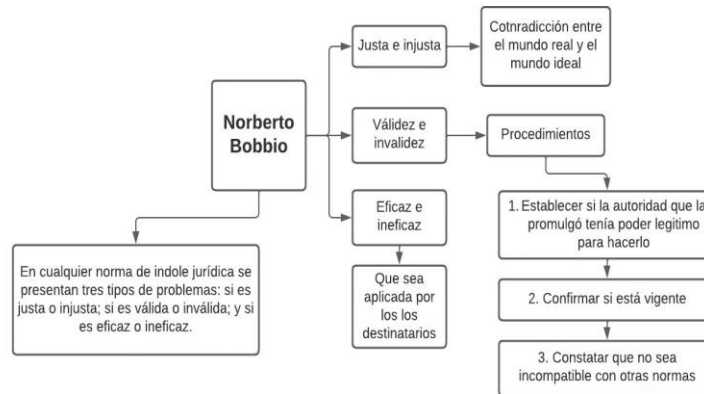 Norberto
Bobbio
En cualquier norma de indole jurídica se
presentan tres tipos de problemas: si es
justa o injusta; si es válida o inválida; y si
es eficaz o ineficaz.
Justa e injusta
Cotnradicción entre
el mundo real y el
mundo ideal
Válidez e
invalidez
Procedimientos
1. Establecer si la autoridad que la
promulgó tenía poder legitimo
para hacerlo
2. Confirmar si está vigente
3. Constatar que no sea
incompatible con otras normas
Eficaz e
ineficaz
Que sea
aplicada por
los los
destinatarios